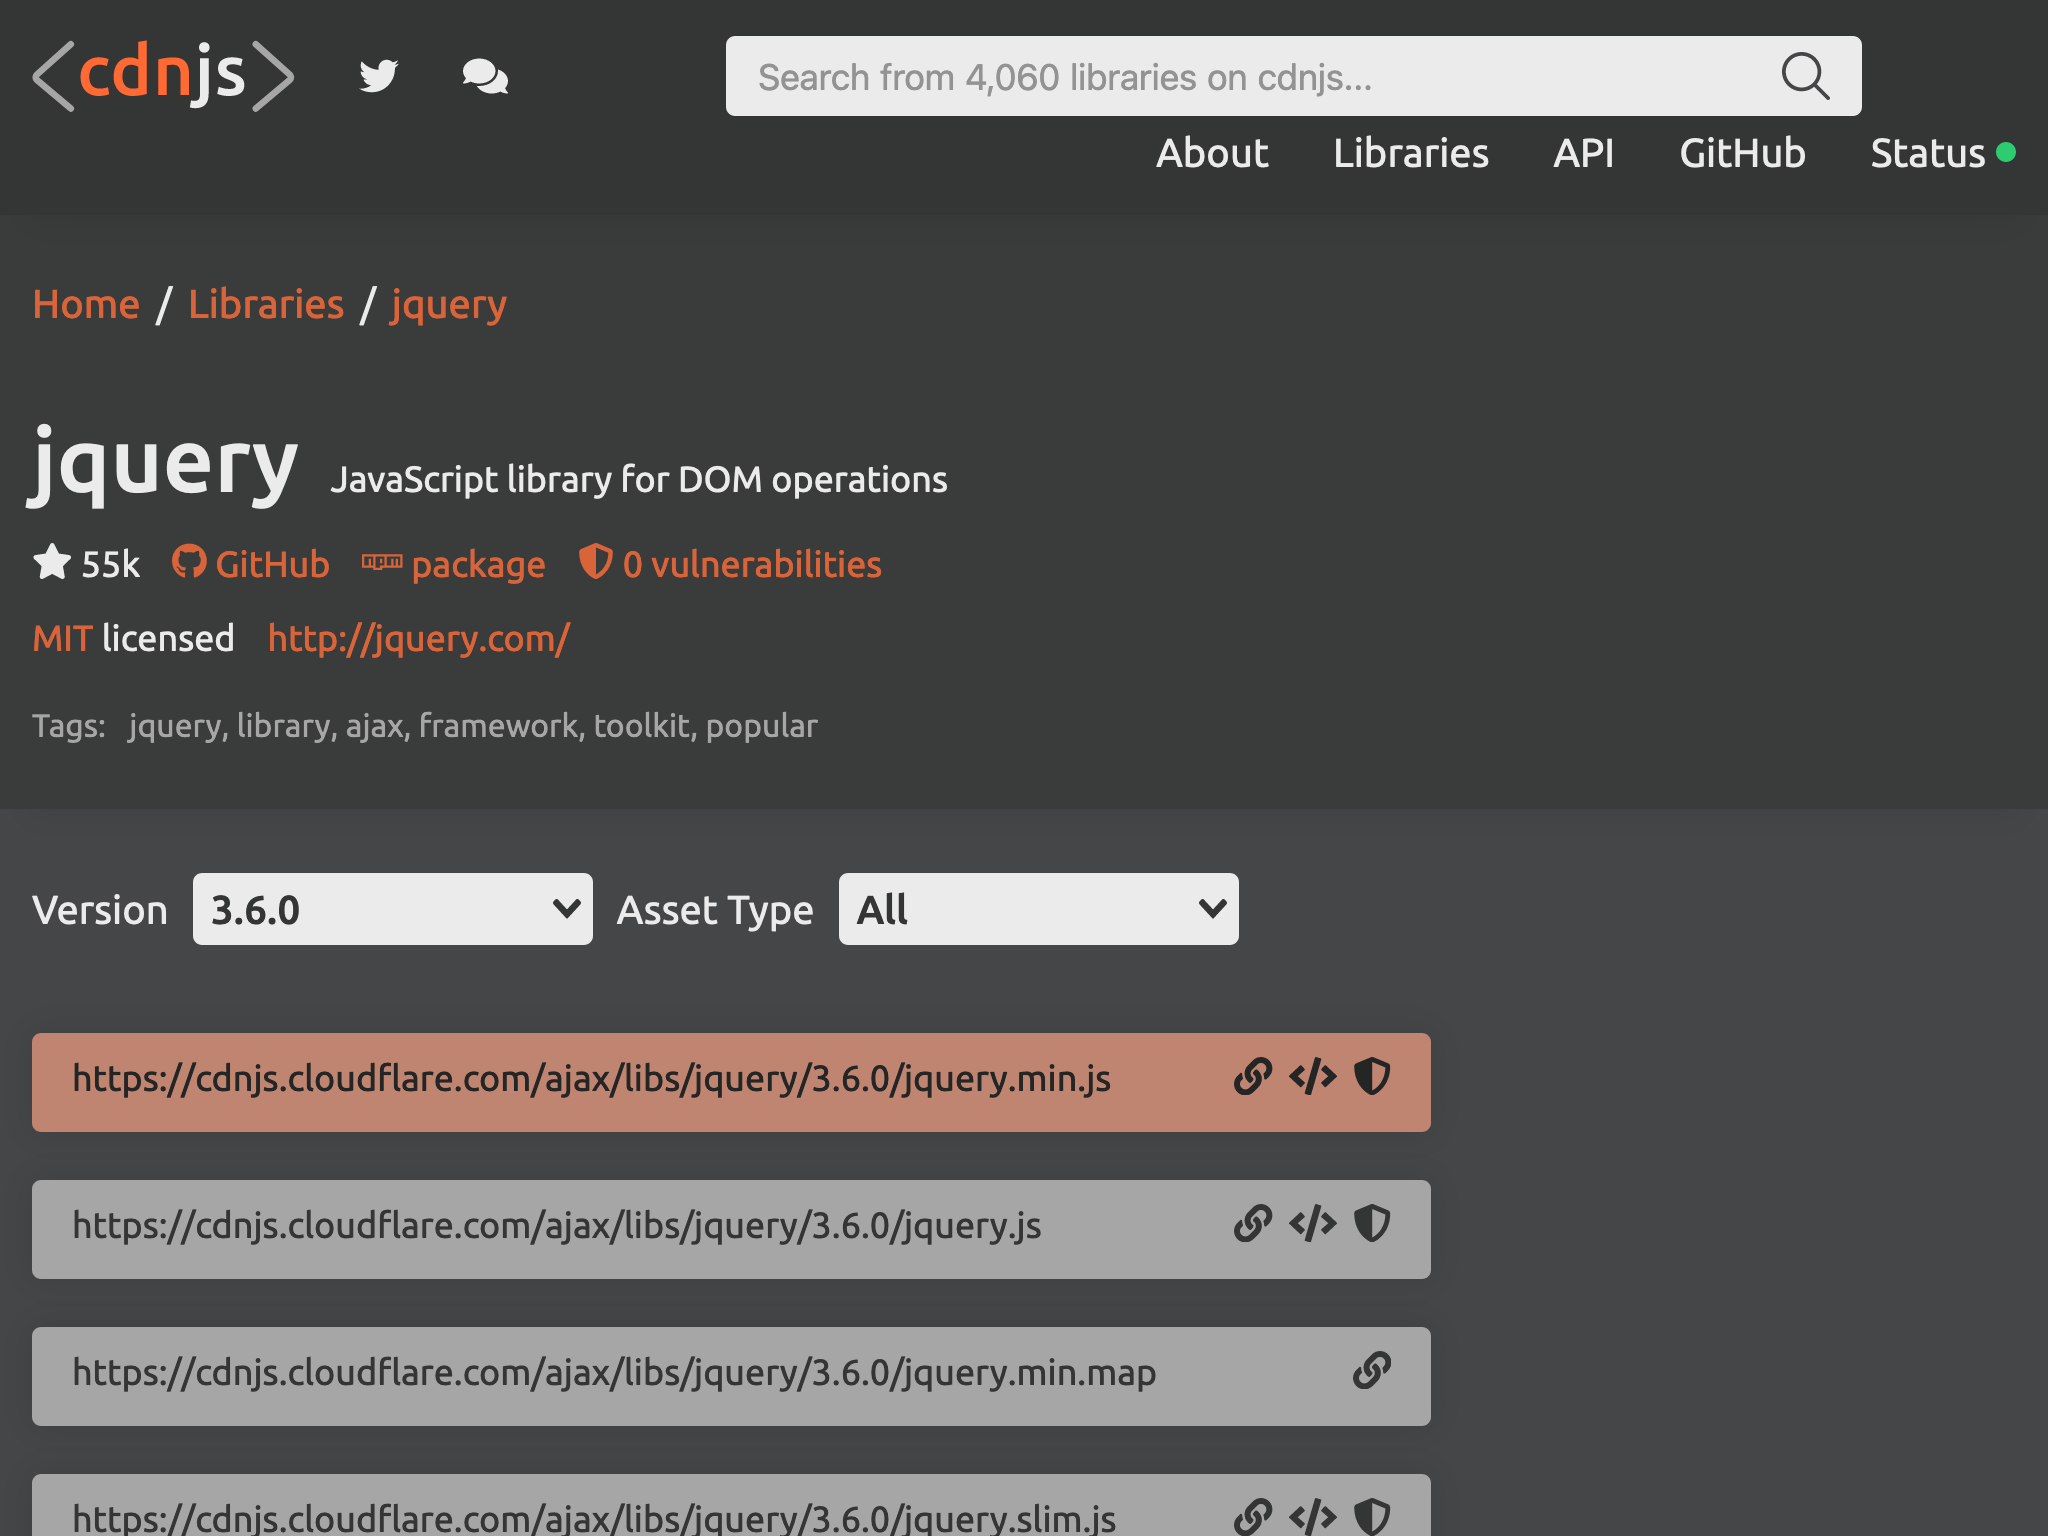 <cdnjs>
Search from 4,060 libraries on cdnjs...
About Libraries API GitHub Status
Home / Libraries / jquery
jquery JavaScript library for DOM operations
55k GitHub npm package 0 vulnerabilities
MIT licensed http://jquery.com/
Tags: jquery, library, ajax, framework, toolkit, popular
Version 3.6.0 Asset Type All
https://cdnjs.cloudflare.com/ajax/libs/jquery/3.6.0/jquery.min.js
https://cdnjs.cloudflare.com/ajax/libs/jquery/3.6.0/jquery.js
https://cdnjs.cloudflare.com/ajax/libs/jquery/3.6.0/jquery.min.map
https://cdnjs.cloudflare.com/ajax/libs/jquery/3.6.0/jquery.slim.js